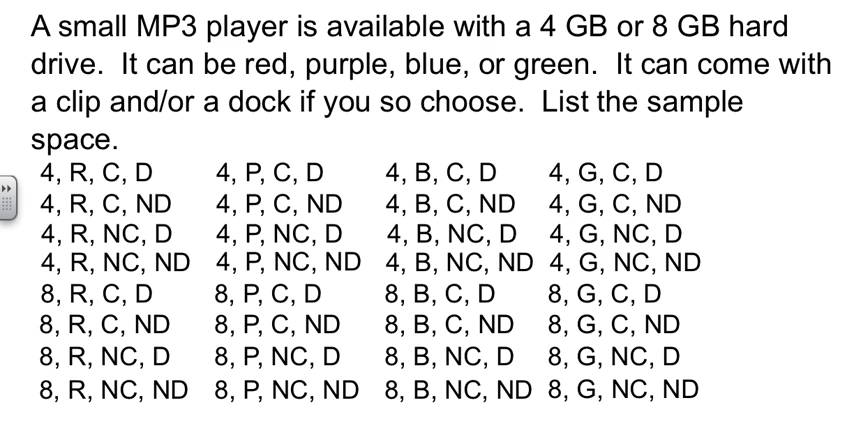 A small MP3 player is available with a 4 GB or 8 GB hard
drive.  It can be red, purple, blue, or green.  It can come with
a clip and/or a dock if you so choose.  List the sample
space.
4, R, C, D 4, P, C, D 4, B, C, D 4, G, C, D
4, R, C, ND 4, P, C, ND 4, B, C, ND 4, G, C, ND
4, R, NC, D 4, P, NC, D 4, B, NC, D 4, G, NC, D
4, R, NC, ND 4, P, NC, ND 4, B, NC, ND 4, G, NC, ND
8, R, C, D 8, P, C, D 8, B, C, D 8, G, C, D
8, R, C, ND 8, P, C, ND 8, B, C, ND 8, G, C, ND
8, R, NC, D 8, P, NC, D 8, B, NC, D 8, G, NC, D
8, R, NC, ND 8, P, NC, ND 8, B, NC, ND 8, G, NC, ND